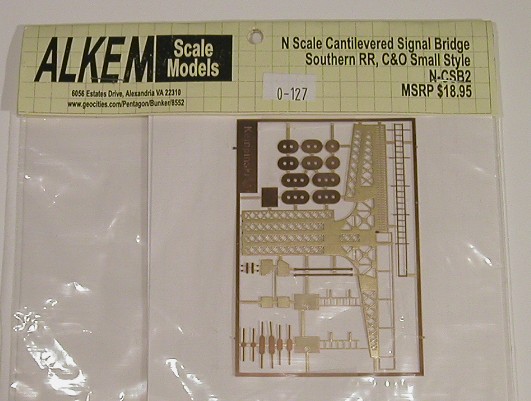 ALKEM Scale Models
6056 Estates Drive, Alexandria VA 22310
www.geocities.com/Pentagon/Bunker/8552
N Scale Cantilevered Signal Bridge
Southern RR, C&O Small Style
N-CSB2
MSRP $18.95
0-127